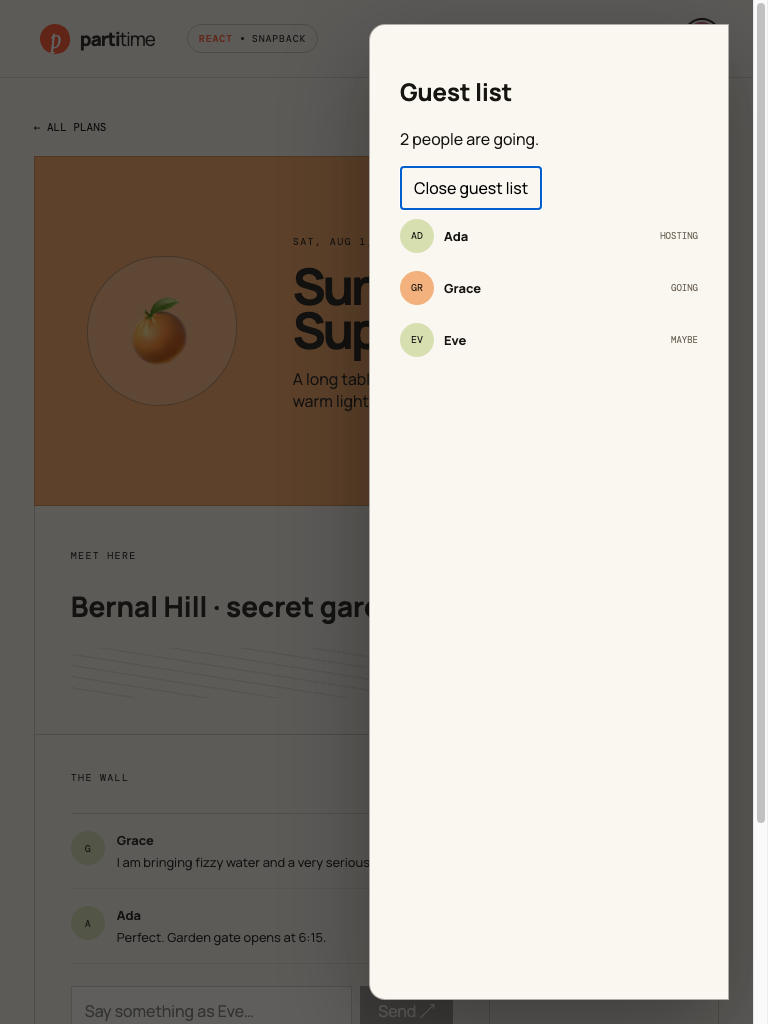 partitime
REACT • SNAPBACK
← ALL PLANS
SAT, AUG 1
Sur
Sup
A long tabl
warm light
MEET HERE
Bernal Hill · secret gar
THE WALL
G
Grace
I am bringing fizzy water and a very serious
A
Ada
Perfect. Garden gate opens at 6:15.
Say something as Eve…
Send ↗
Guest list
2 people are going.
Close guest list
AD Ada HOSTING
GR Grace GOING
EV Eve MAYBE